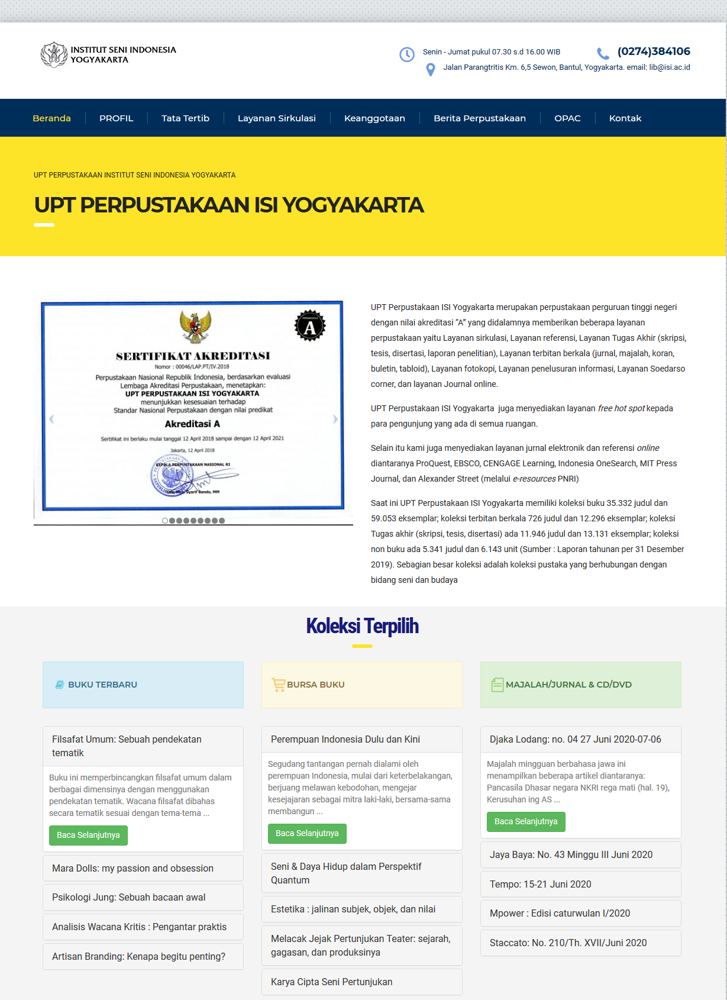 INSTITUT SENI INDONESIA
YOGYAKARTA
Senin - Jumat pukul 07.30 s.d 16.00 WIB
(0274)384106
Jalan Parangtritis Km. 6,5 Sewon, Bantul, Yogyakarta. email: lib@isi.ac.id
Beranda
PROFIL
Tata Tertib
Layanan Sirkulasi
Keanggotaan
Berita Perpustakaan
OPAC
Kontak
UPT PERPUSTAKAAN INSTITUT SENI INDONESIA YOGYAKARTA
UPT PERPUSTAKAAN ISI YOGYAKARTA
A
SERTIFIKAT AKREDITASI
Nomor : 00046/LAP.PT/IV.2018
Perpustakaan Nasional Republik Indonesia, berdasarkan evaluasi
Lembaga Akreditasi Perpustakaan, menetapkan:
UPT PERPUSTAKAAN ISI YOGYAKARTA
menunjukkan kesesuaian terhadap
Standar Nasional Perpustakaan dengan nilai predikat
Akreditasi A
Sertifikat ini berlaku mulai tanggal 12 April 2018 sampai dengan 12 April 2021
Jakarta, 12 April 2018
KEPALA PERPUSTAKAAN NASIONAL RI
Drs. Muh. Syarif Bando, MM
UPT Perpustakaan ISI Yogyakarta merupakan perpustakaan perguruan tinggi negeri
dengan nilai akreditasi “A” yang didalamnya memberikan beberapa layanan
perpustakaan yaitu Layanan sirkulasi, Layanan referensi, Layanan Tugas Akhir (skripsi,
tesis, disertasi, laporan penelitian), Layanan terbitan berkala (jurnal, majalah, koran,
buletin, tabloid), Layanan fotokopi, Layanan penelusuran informasi, Layanan Soedarso
corner, dan layanan Journal online.
UPT Perpustakaan ISI Yogyakarta  juga menyediakan layanan free hot spot kepada
para pengunjung yang ada di semua ruangan.
Selain itu kami juga menyediakan layanan jurnal elektronik dan referensi online
diantaranya ProQuest, EBSCO, CENGAGE Learning, Indonesia OneSearch, MIT Press
Journal, dan Alexander Street (melalui e-resources PNRI)
Saat ini UPT Perpustakaan ISI Yogyakarta memiliki koleksi buku 35.332 judul dan
59.053 eksemplar; koleksi terbitan berkala 726 judul dan 12.296 eksemplar; koleksi
Tugas akhir (skripsi, tesis, disertasi) ada 11.946 judul dan 13.131 eksemplar; koleksi
non buku ada 5.341 judul dan 6.143 unit (Sumber : Laporan tahunan per 31 Desember
2019). Sebagian besar koleksi adalah koleksi pustaka yang berhubungan dengan
bidang seni dan budaya
Koleksi Terpilih
BUKU TERBARU
Filsafat Umum: Sebuah pendekatan
tematik
Buku ini memperbincangkan filsafat umum dalam
berbagai dimensinya dengan menggunakan
pendekatan tematik. Wacana filsafat dibahas
secara tematik sesuai dengan tema-tema ...
Baca Selanjutnya
Mara Dolls: my passion and obsession
Psikologi Jung: Sebuah bacaan awal
Analisis Wacana Kritis : Pengantar praktis
Artisan Branding: Kenapa begitu penting?
BURSA BUKU
Perempuan Indonesia Dulu dan Kini
Segudang tantangan pernah dialami oleh
perempuan Indonesia, mulai dari keterbelakangan,
berjuang melawan kebodohan, mengejar
kesejajaran sebagai mitra laki-laki, bersama-sama
membangun ...
Baca Selanjutnya
Seni & Daya Hidup dalam Perspektif
Quantum
Estetika : jalinan subjek, objek, dan nilai
Melacak Jejak Pertunjukan Teater: sejarah,
gagasan, dan produksinya
Karya Cipta Seni Pertunjukan
MAJALAH/JURNAL & CD/DVD
Djaka Lodang: no. 04 27 Juni 2020-07-06
Majalah mingguan berbahasa jawa ini
menampilkan beberapa artikel diantaranya:
Pancasila Dhasar negara NKRI rega mati (hal. 19),
Kerusuhan ing AS ...
Baca Selanjutnya
Jaya Baya: No. 43 Minggu III Juni 2020
Tempo: 15-21 Juni 2020
Mpower : Edisi caturwulan I/2020
Staccato: No. 210/Th. XVII/Juni 2020